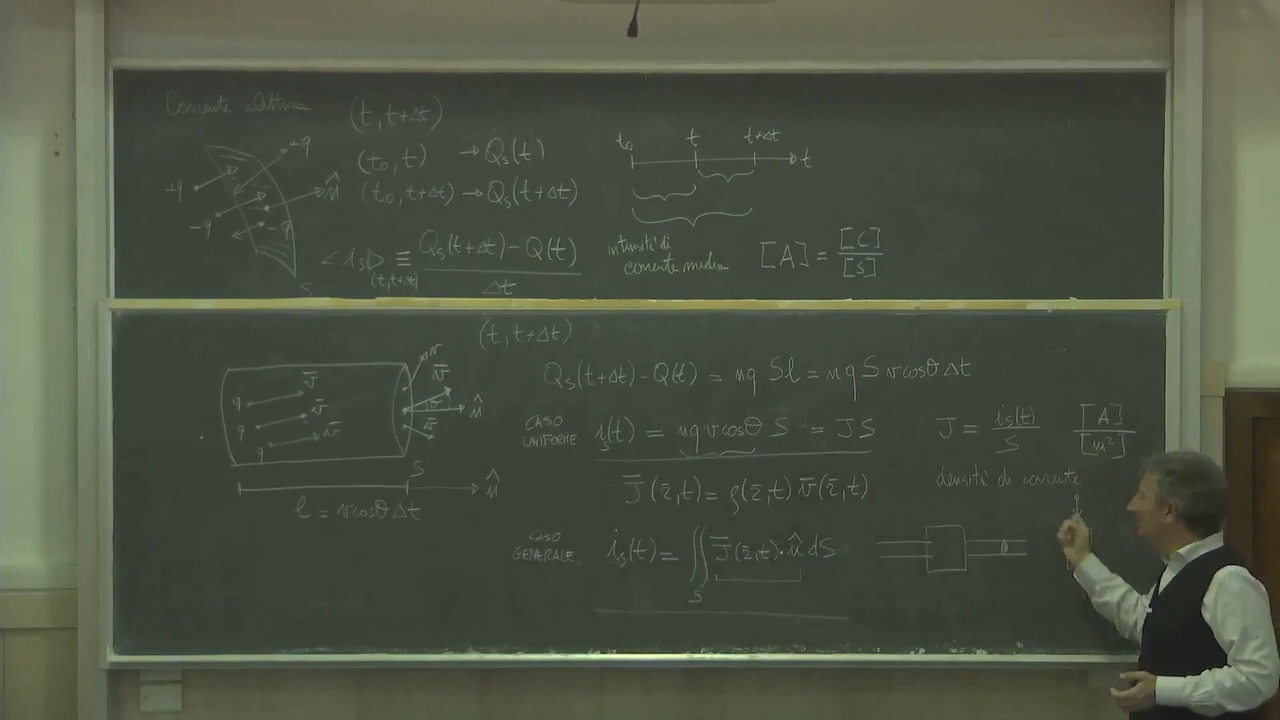 Corrente elettrica
(t, t+Δt)
(t₀, t) → Qₛ(t)
(t₀, t+Δt) → Qₛ(t+Δt)
+q
+q
-q
-q
n̂
S
<iₛ>(t, t+Δt) ≡ (Qₛ(t+Δt) - Q(t)) / Δt
t₀ t t+Δt t
intensità di
corrente media
[A] = [C] / [s]
(t, t+Δt)
q v̄
q v̄
q v̄
v̄
v̄
θ
v̄
n̂
S
n̂
l = v cosθ Δt
Qₛ(t+Δt) - Q(t) = nq Sl = nq S v cosθ Δt
CASO
UNIFORME
iₛ(t) = nq v cosθ S = JS
J = iₛ(t) / S
[A] / [m²]
J̄(r̄,t) = ρ(r̄,t) v̄(r̄,t)
densità di corrente
CASO
GENERALE
iₛ(t) = ∬ₛ J̄(r̄,t)·n̂ dS